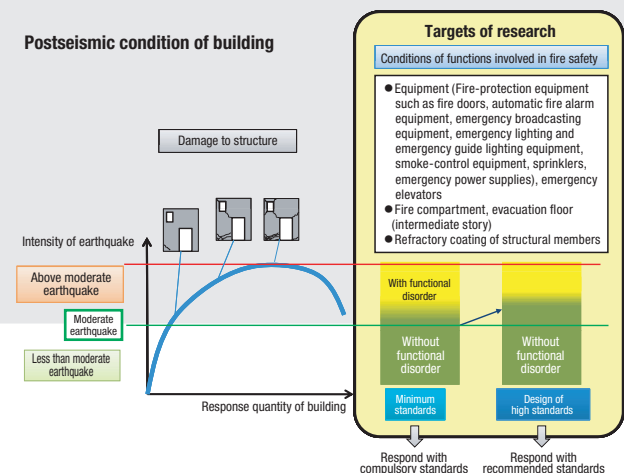 Postseismic condition of building
Targets of research
Conditions of functions involved in fire safety
●Equipment (Fire-protection equipment
such as fire doors, automatic fire alarm
equipment, emergency broadcasting
equipment, emergency lighting and
emergency guide lighting equipment,
smoke-control equipment, sprinklers,
emergency power supplies), emergency
elevators
●Fire compartment, evacuation floor
(intermediate story)
●Refractory coating of structural members
Damage to structure
Intensity of earthquake
Above moderate
earthquake
Moderate
earthquake
Less than moderate
earthquake
Response quantity of building
With functional
disorder
Without
functional
disorder
Without
functional
disorder
Minimum
standards
Design of
high standards
Respond with
compulsory standards
Respond with
recommended standards